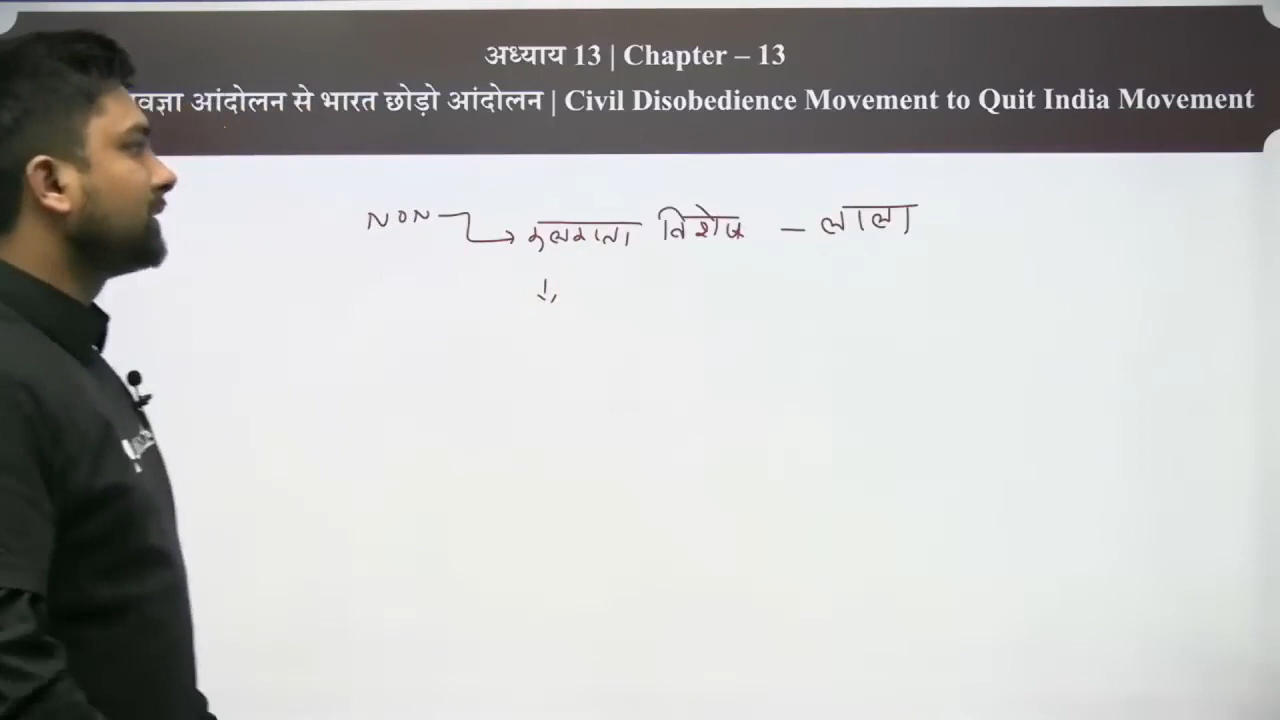 अध्याय 13 | Chapter – 13
वज्ञा आंदोलन से भारत छोड़ो आंदोलन | Civil Disobedience Movement to Quit India Movement
NON → कलकत्ता विशेष – लाला